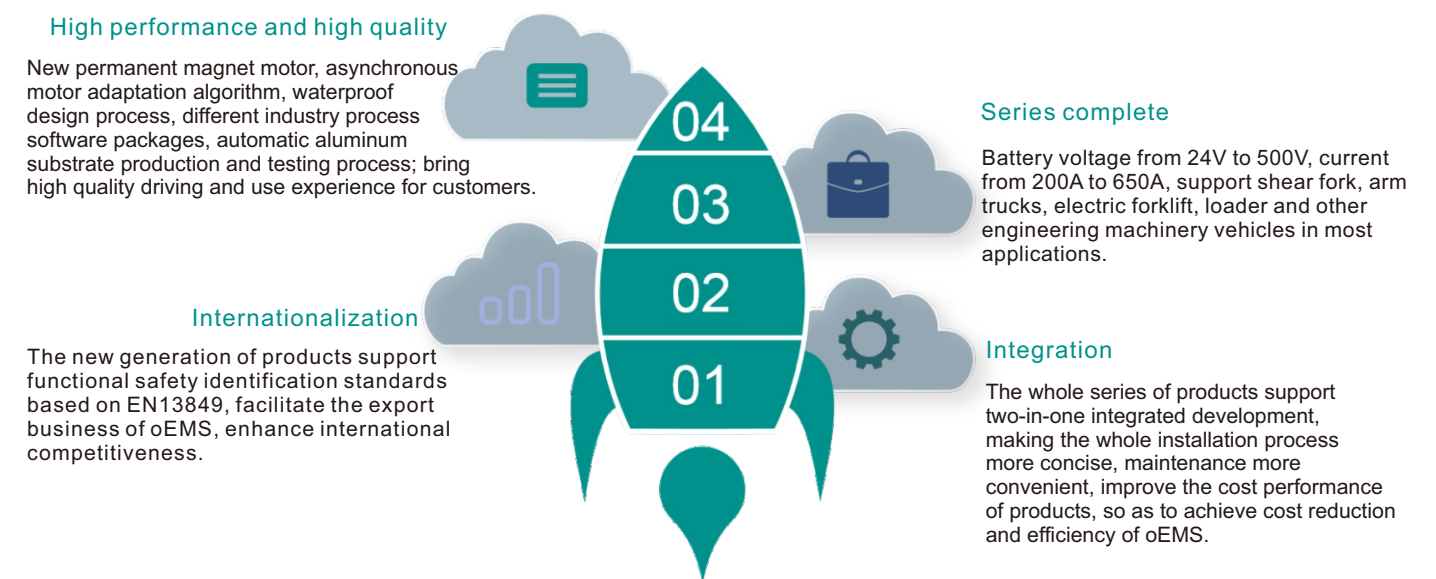 High performance and high quality
New permanent magnet motor, asynchronous
motor adaptation algorithm, waterproof
design process, different industry process
software packages, automatic aluminum
substrate production and testing process; bring
high quality driving and use experience for customers.
04
03
02
01
Series complete
Battery voltage from 24V to 500V, current
from 200A to 650A, support shear fork, arm
trucks, electric forklift, loader and other
engineering machinery vehicles in most
applications.
Internationalization
The new generation of products support
functional safety identification standards
based on EN13849, facilitate the export
business of oEMS, enhance international
competitiveness.
Integration
The whole series of products support
two-in-one integrated development,
making the whole installation process
more concise, maintenance more
convenient, improve the cost performance
of products, so as to achieve cost reduction
and efficiency of oEMS.